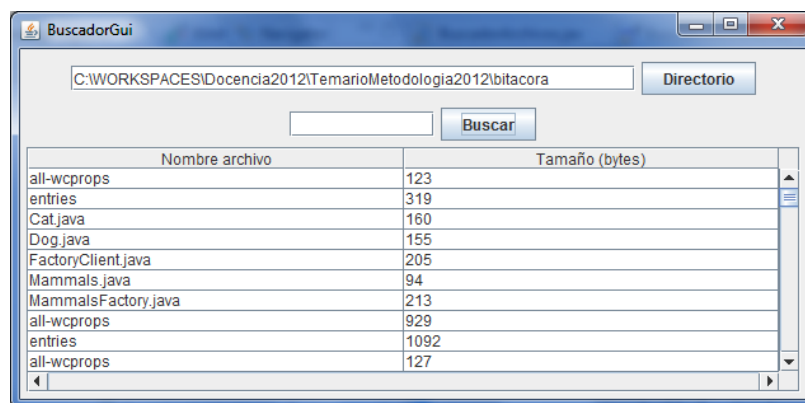 BuscadorGui
C:\WORKSPACES\Docencia2012\TemarioMetodologia2012\bitacora Directorio
Buscar
Nombre archivo Tamaño (bytes)
all-wcprops 123
entries 319
Cat.java 160
Dog.java 155
FactoryClient.java 205
Mammals.java 94
MammalsFactory.java 213
all-wcprops 929
entries 1092
all-wcprops 127